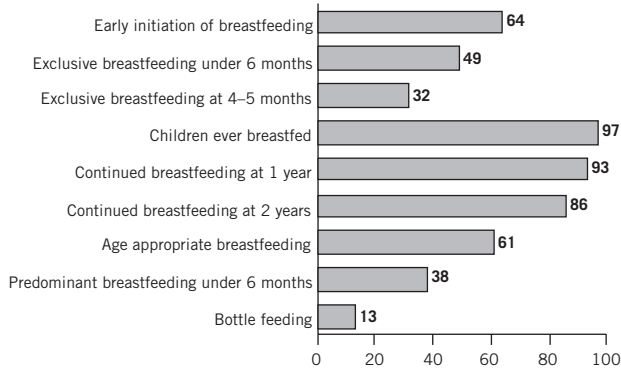 Early initiation of breastfeeding 64
Exclusive breastfeeding under 6 months 49
Exclusive breastfeeding at 4–5 months 32
Children ever breastfed 97
Continued breastfeeding at 1 year 93
Continued breastfeeding at 2 years 86
Age appropriate breastfeeding 61
Predominant breastfeeding under 6 months 38
Bottle feeding 13
0 20 40 60 80 100